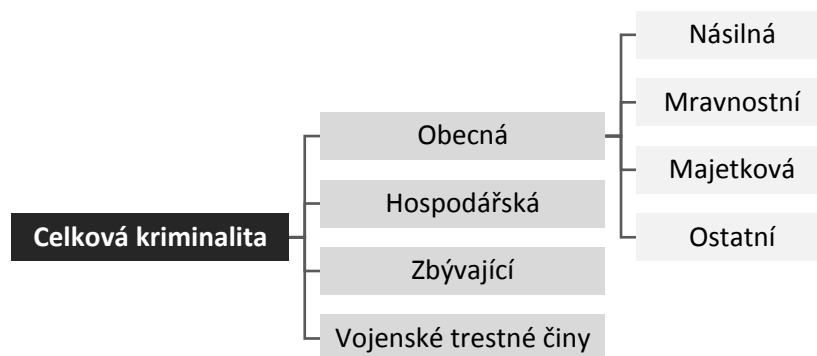 Celková kriminalita
Obecná
Hospodářská
Zbývající
Vojenské trestné činy
Násilná
Mravnostní
Majetková
Ostatní